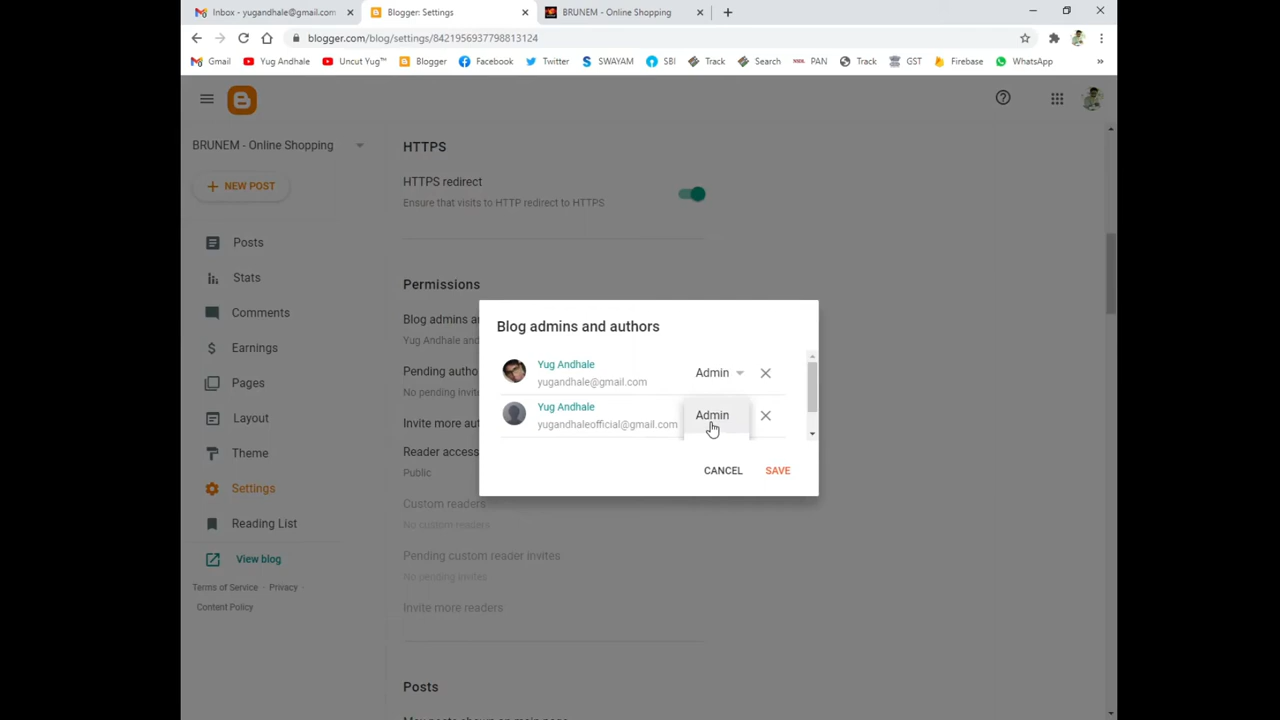 Inbox - yugandhale@gmail.com
Blogger: Settings
BRUNEM - Online Shopping
blogger.com/blog/settings/8421956937798813124
Gmail
Yug Andhale
Uncut Yug™
Blogger
Facebook
Twitter
SWAYAM
SBI
Track
Search
PAN
Track
GST
Firebase
WhatsApp
BRUNEM - Online Shopping
NEW POST
Posts
Stats
Comments
Earnings
Pages
Layout
Theme
Settings
Reading List
View blog
Terms of Service · Privacy ·
Content Policy
HTTPS
HTTPS redirect
Ensure that visits to HTTP redirect to HTTPS
Permissions
Blog admins
Yug Andhale and
Pending autho
No pending
Invite more
Reader access
Public
Custom readers
No custom readers
Pending custom reader invites
No pending invites
Invite more readers
Posts
Blog admins and authors
Yug Andhale
yugandhale@gmail.com
Admin
Yug Andhale
yugandhaleofficial@gmail.com
Admin
CANCEL
SAVE